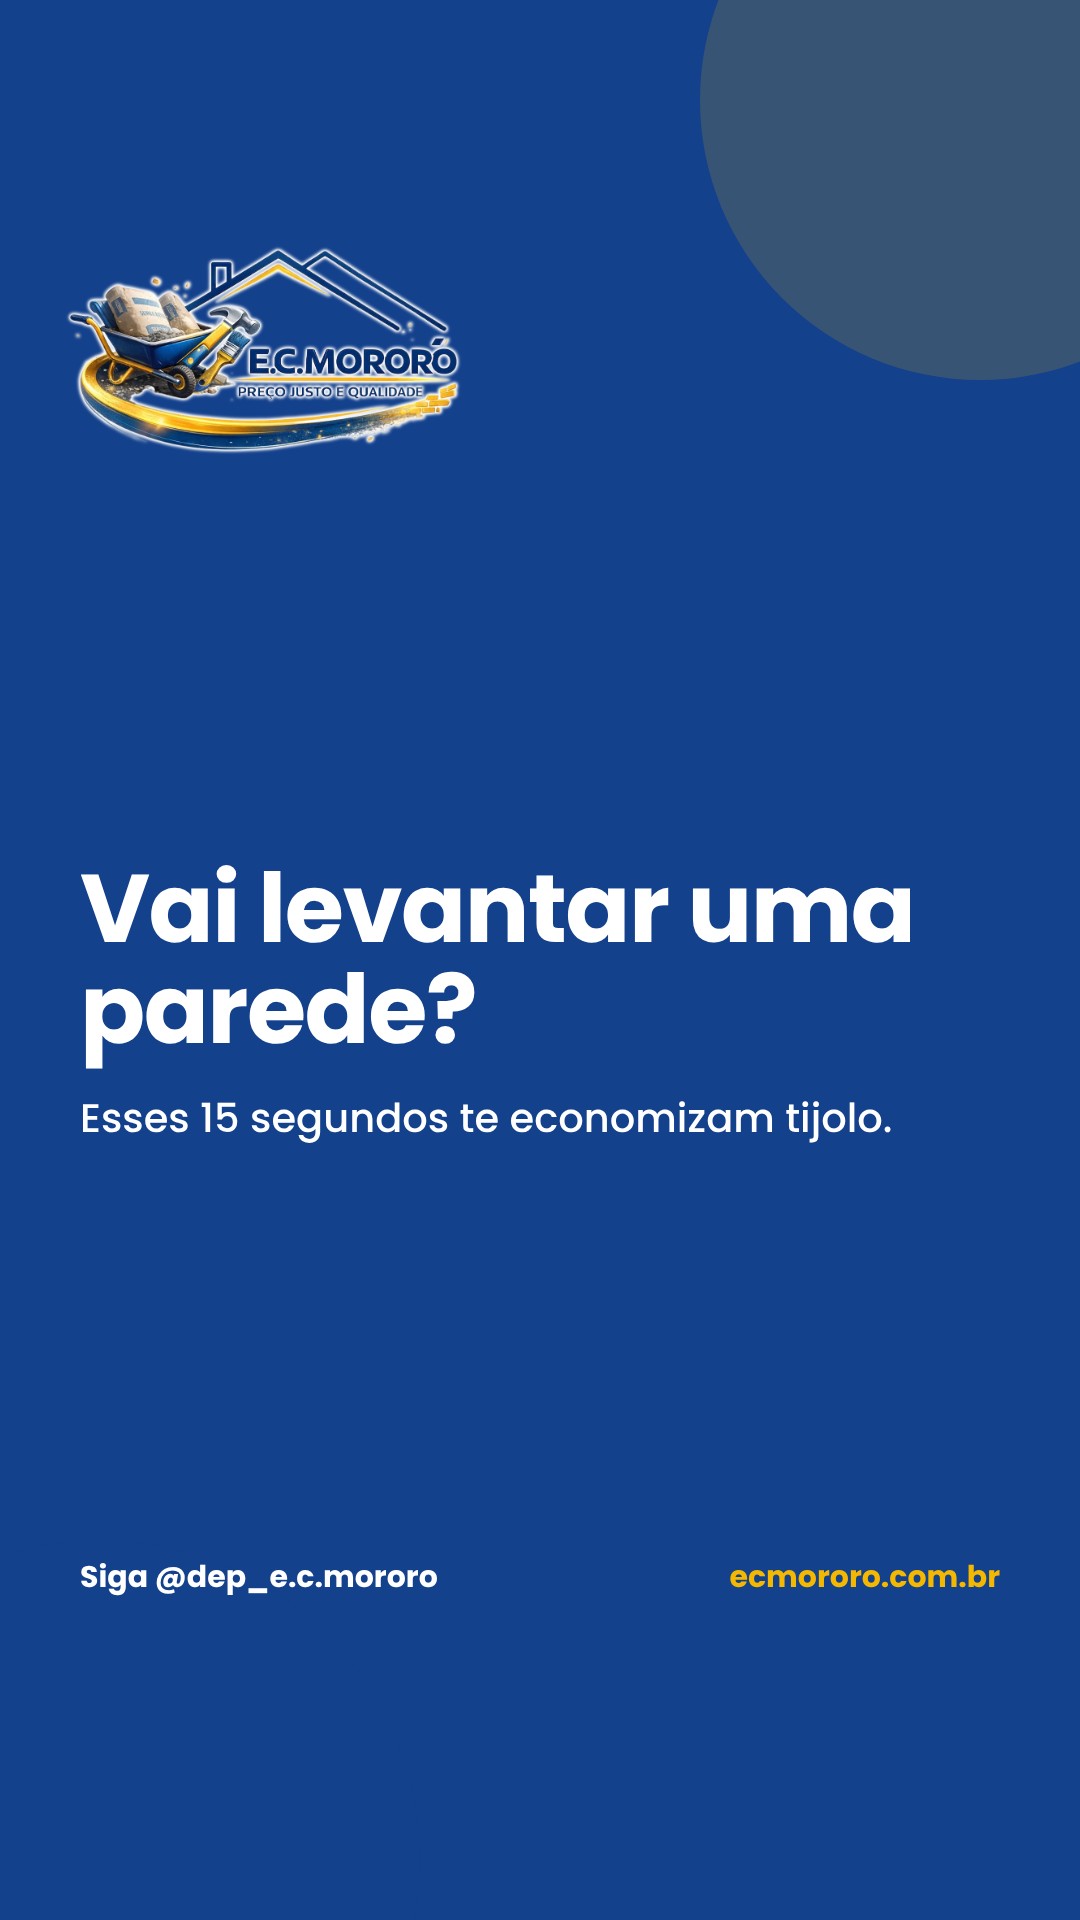 E.C.MORORÓ
PREÇO JUSTO E QUALIDADE
Vai levantar uma
parede?
Esses 15 segundos te economizam tijolo.
Siga @dep_e.c.mororo
ecmororo.com.br